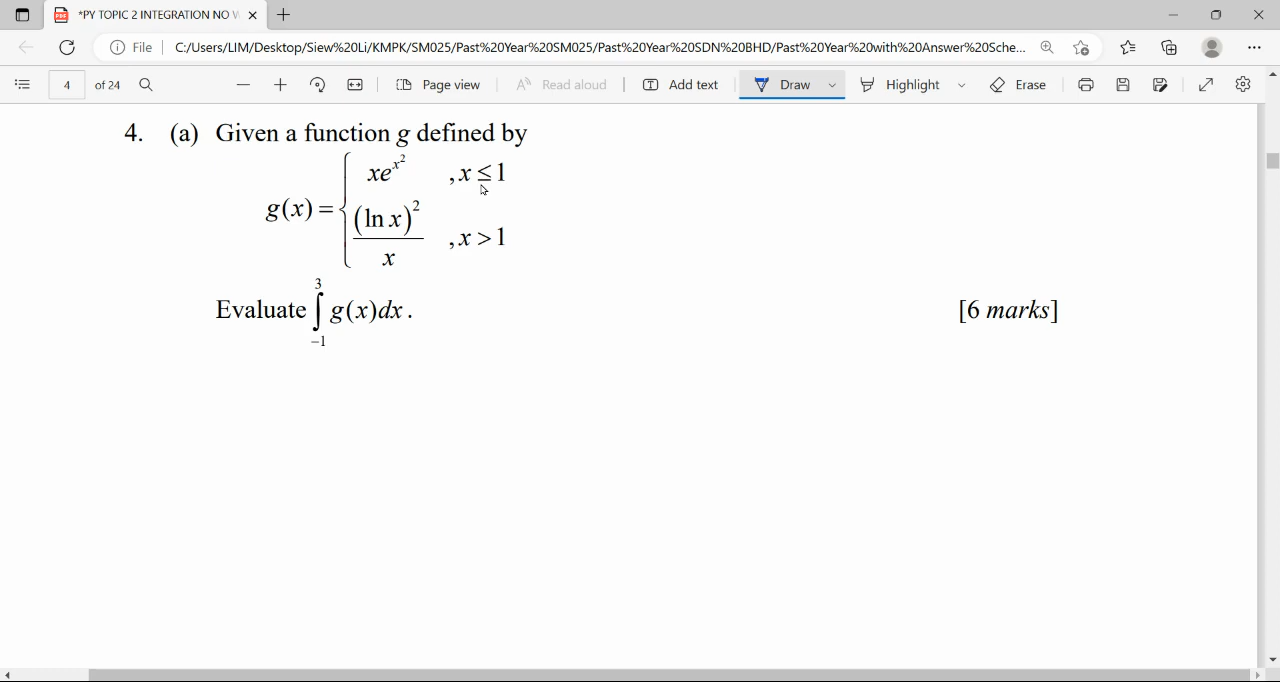 *PY TOPIC 2 INTEGRATION NO
File C:/Users/LIM/Desktop/Siew%20Li/KMPK/SM025/Past%20Year%20SM025/Past%20Year%20SDN%20BHD/Past%20Year%20with%20Answer%20Sche...
4 of 24 Page view Read aloud Add text Draw Highlight Erase
4. (a) Given a function g defined by
g(x) = { xe^{x^2} , x ≤ 1
(ln x)^2 / x , x > 1
Evaluate ∫_{-1}^{3} g(x)dx. [6 marks]